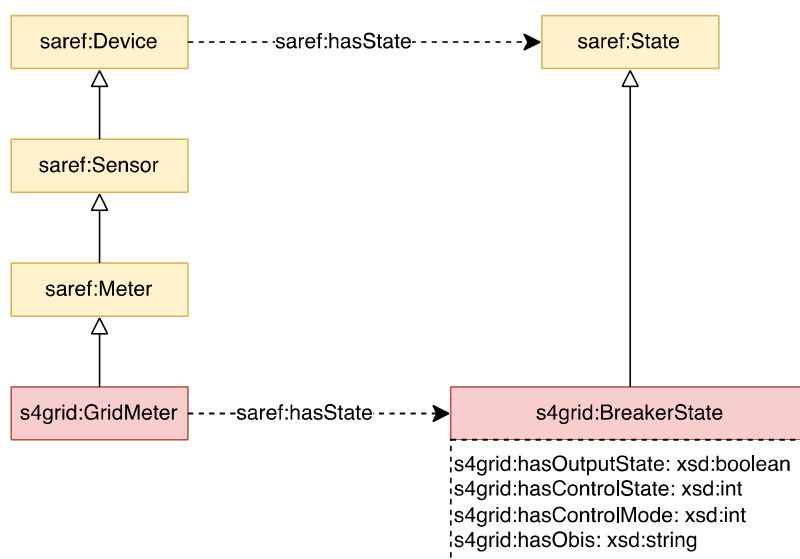 saref:Device
saref:hasState
saref:State
saref:Sensor
saref:Meter
s4grid:GridMeter
saref:hasState
s4grid:BreakerState
s4grid:hasOutputState: xsd:boolean
s4grid:hasControlState: xsd:int
s4grid:hasControlMode: xsd:int
s4grid:hasObis: xsd:string